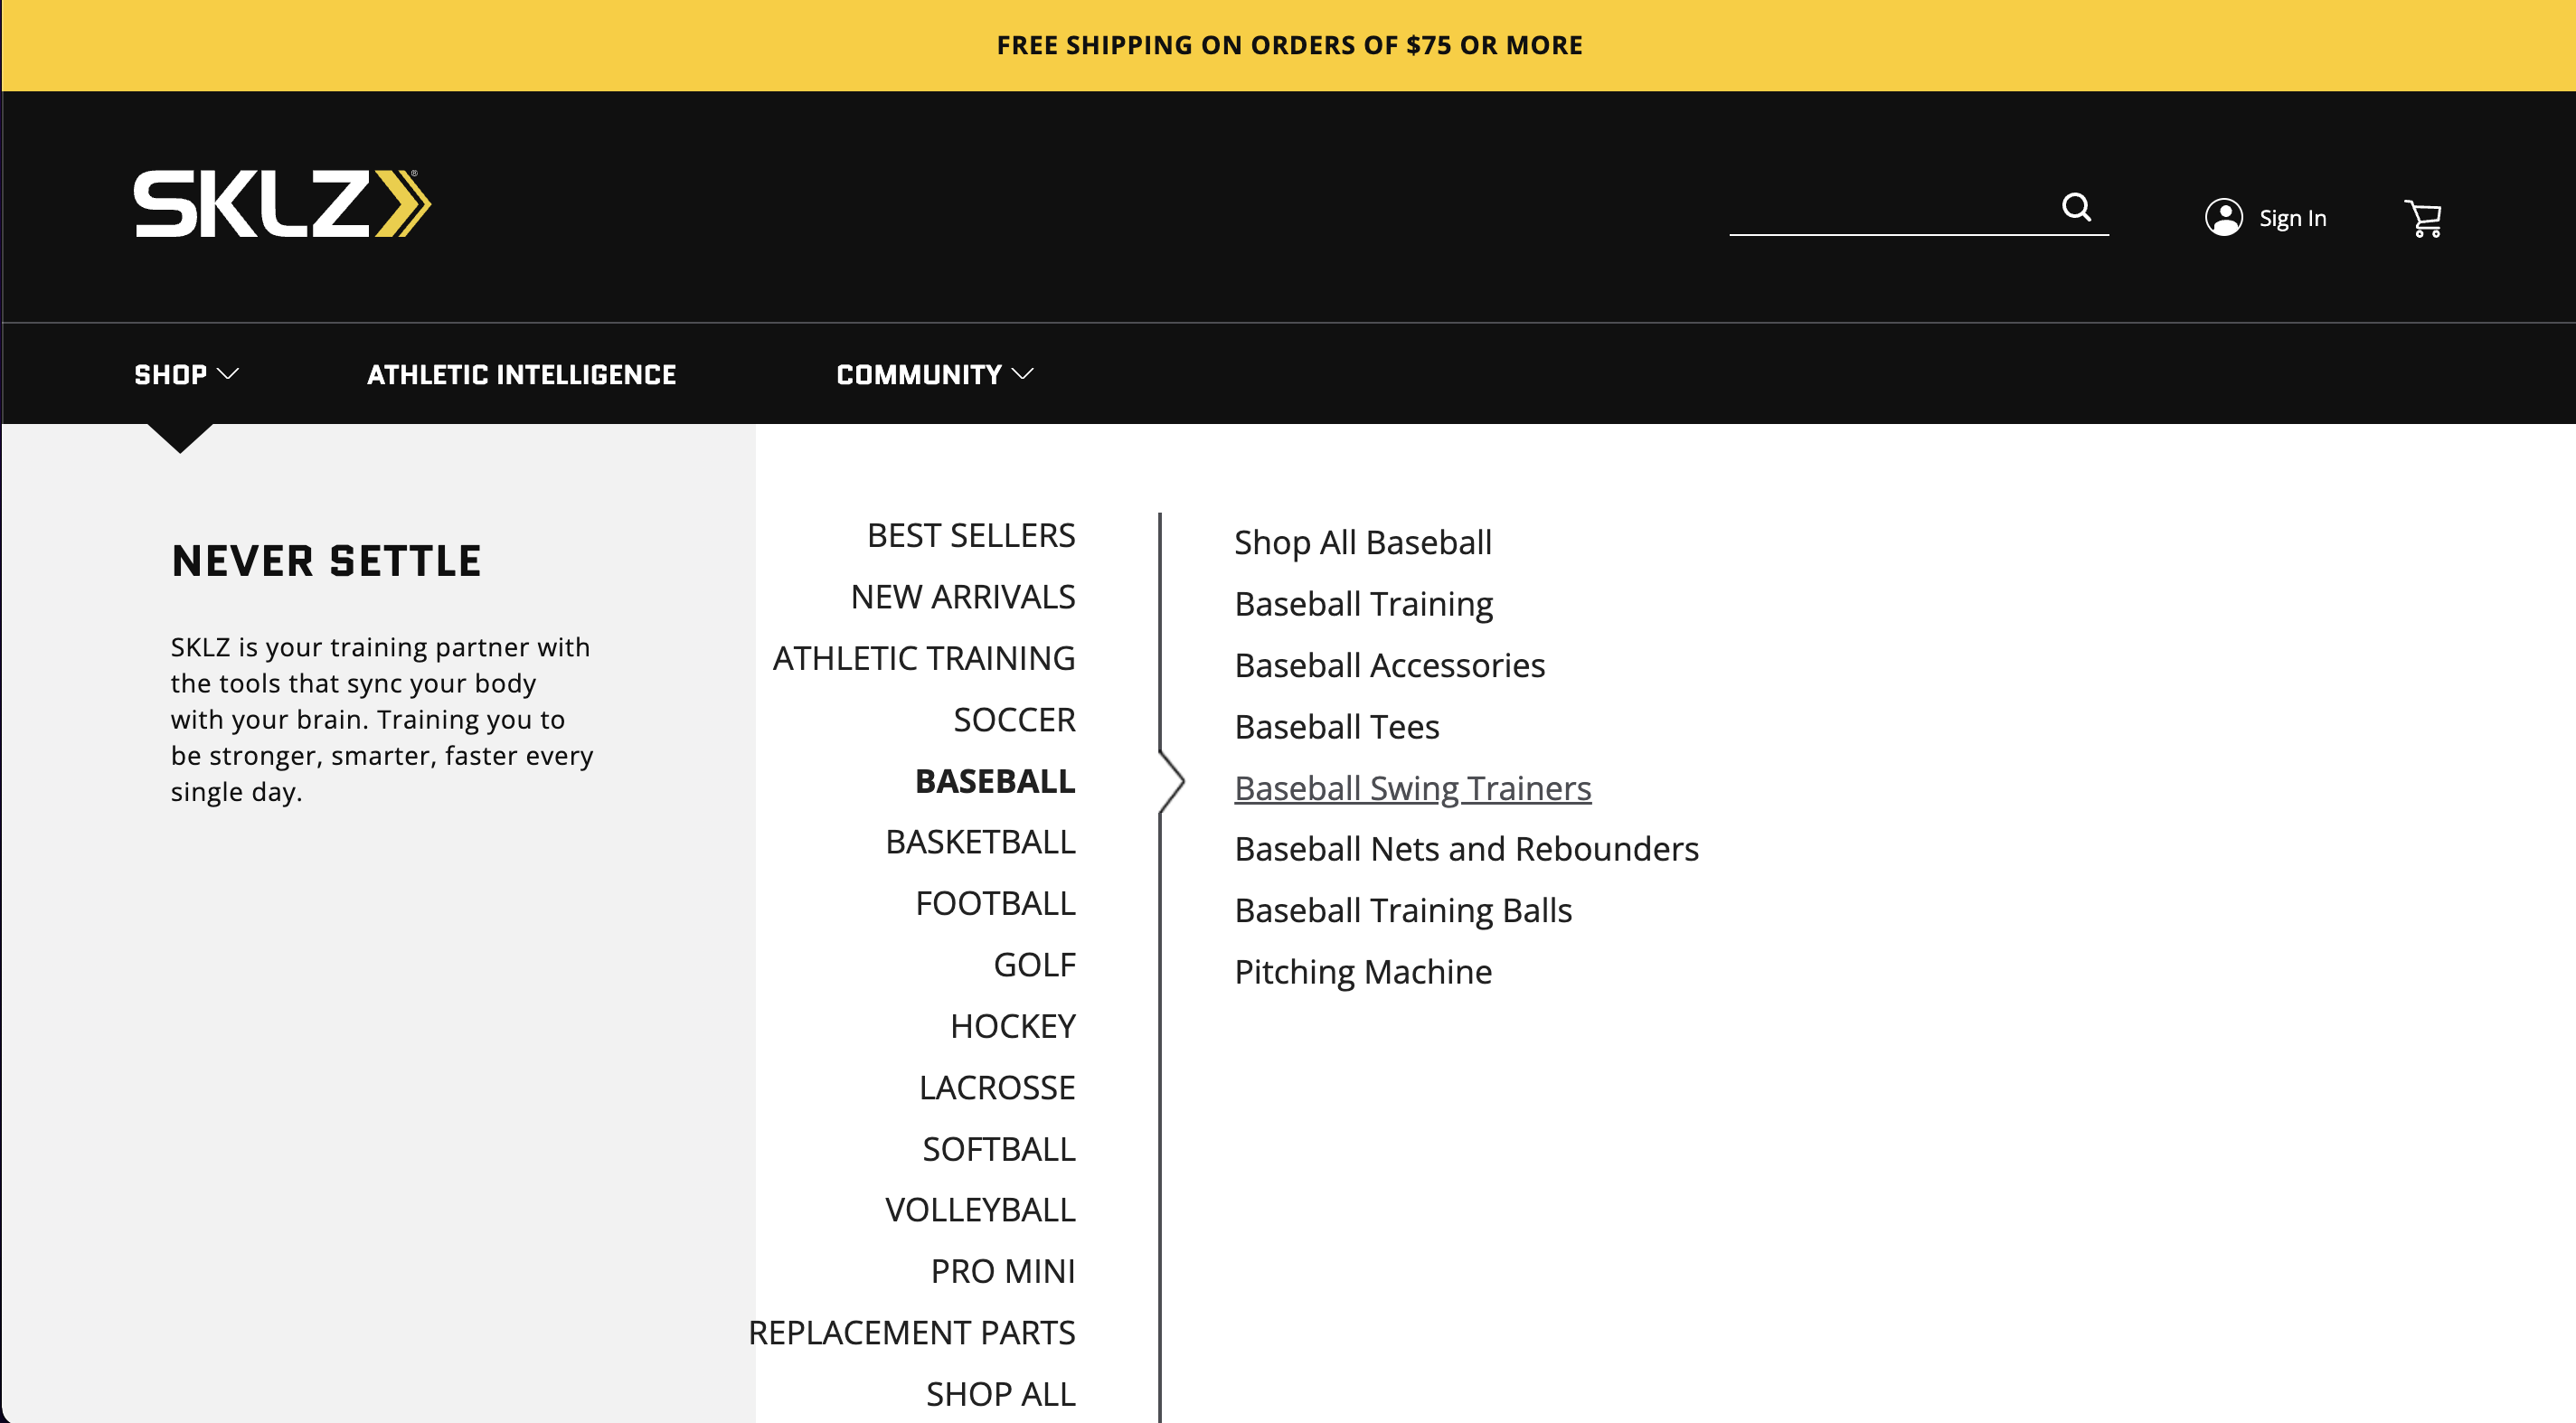 FREE SHIPPING ON ORDERS OF $75 OR MORE
SKLZ
Sign In
SHOP
ATHLETIC INTELLIGENCE
COMMUNITY
NEVER SETTLE
SKLZ is your training partner with
the tools that sync your body
with your brain. Training you to
be stronger, smarter, faster every
single day.
BEST SELLERS
NEW ARRIVALS
ATHLETIC TRAINING
SOCCER
BASEBALL
BASKETBALL
FOOTBALL
GOLF
HOCKEY
LACROSSE
SOFTBALL
VOLLEYBALL
PRO MINI
REPLACEMENT PARTS
SHOP ALL
Shop All Baseball
Baseball Training
Baseball Accessories
Baseball Tees
Baseball Swing Trainers
Baseball Nets and Rebounders
Baseball Training Balls
Pitching Machine